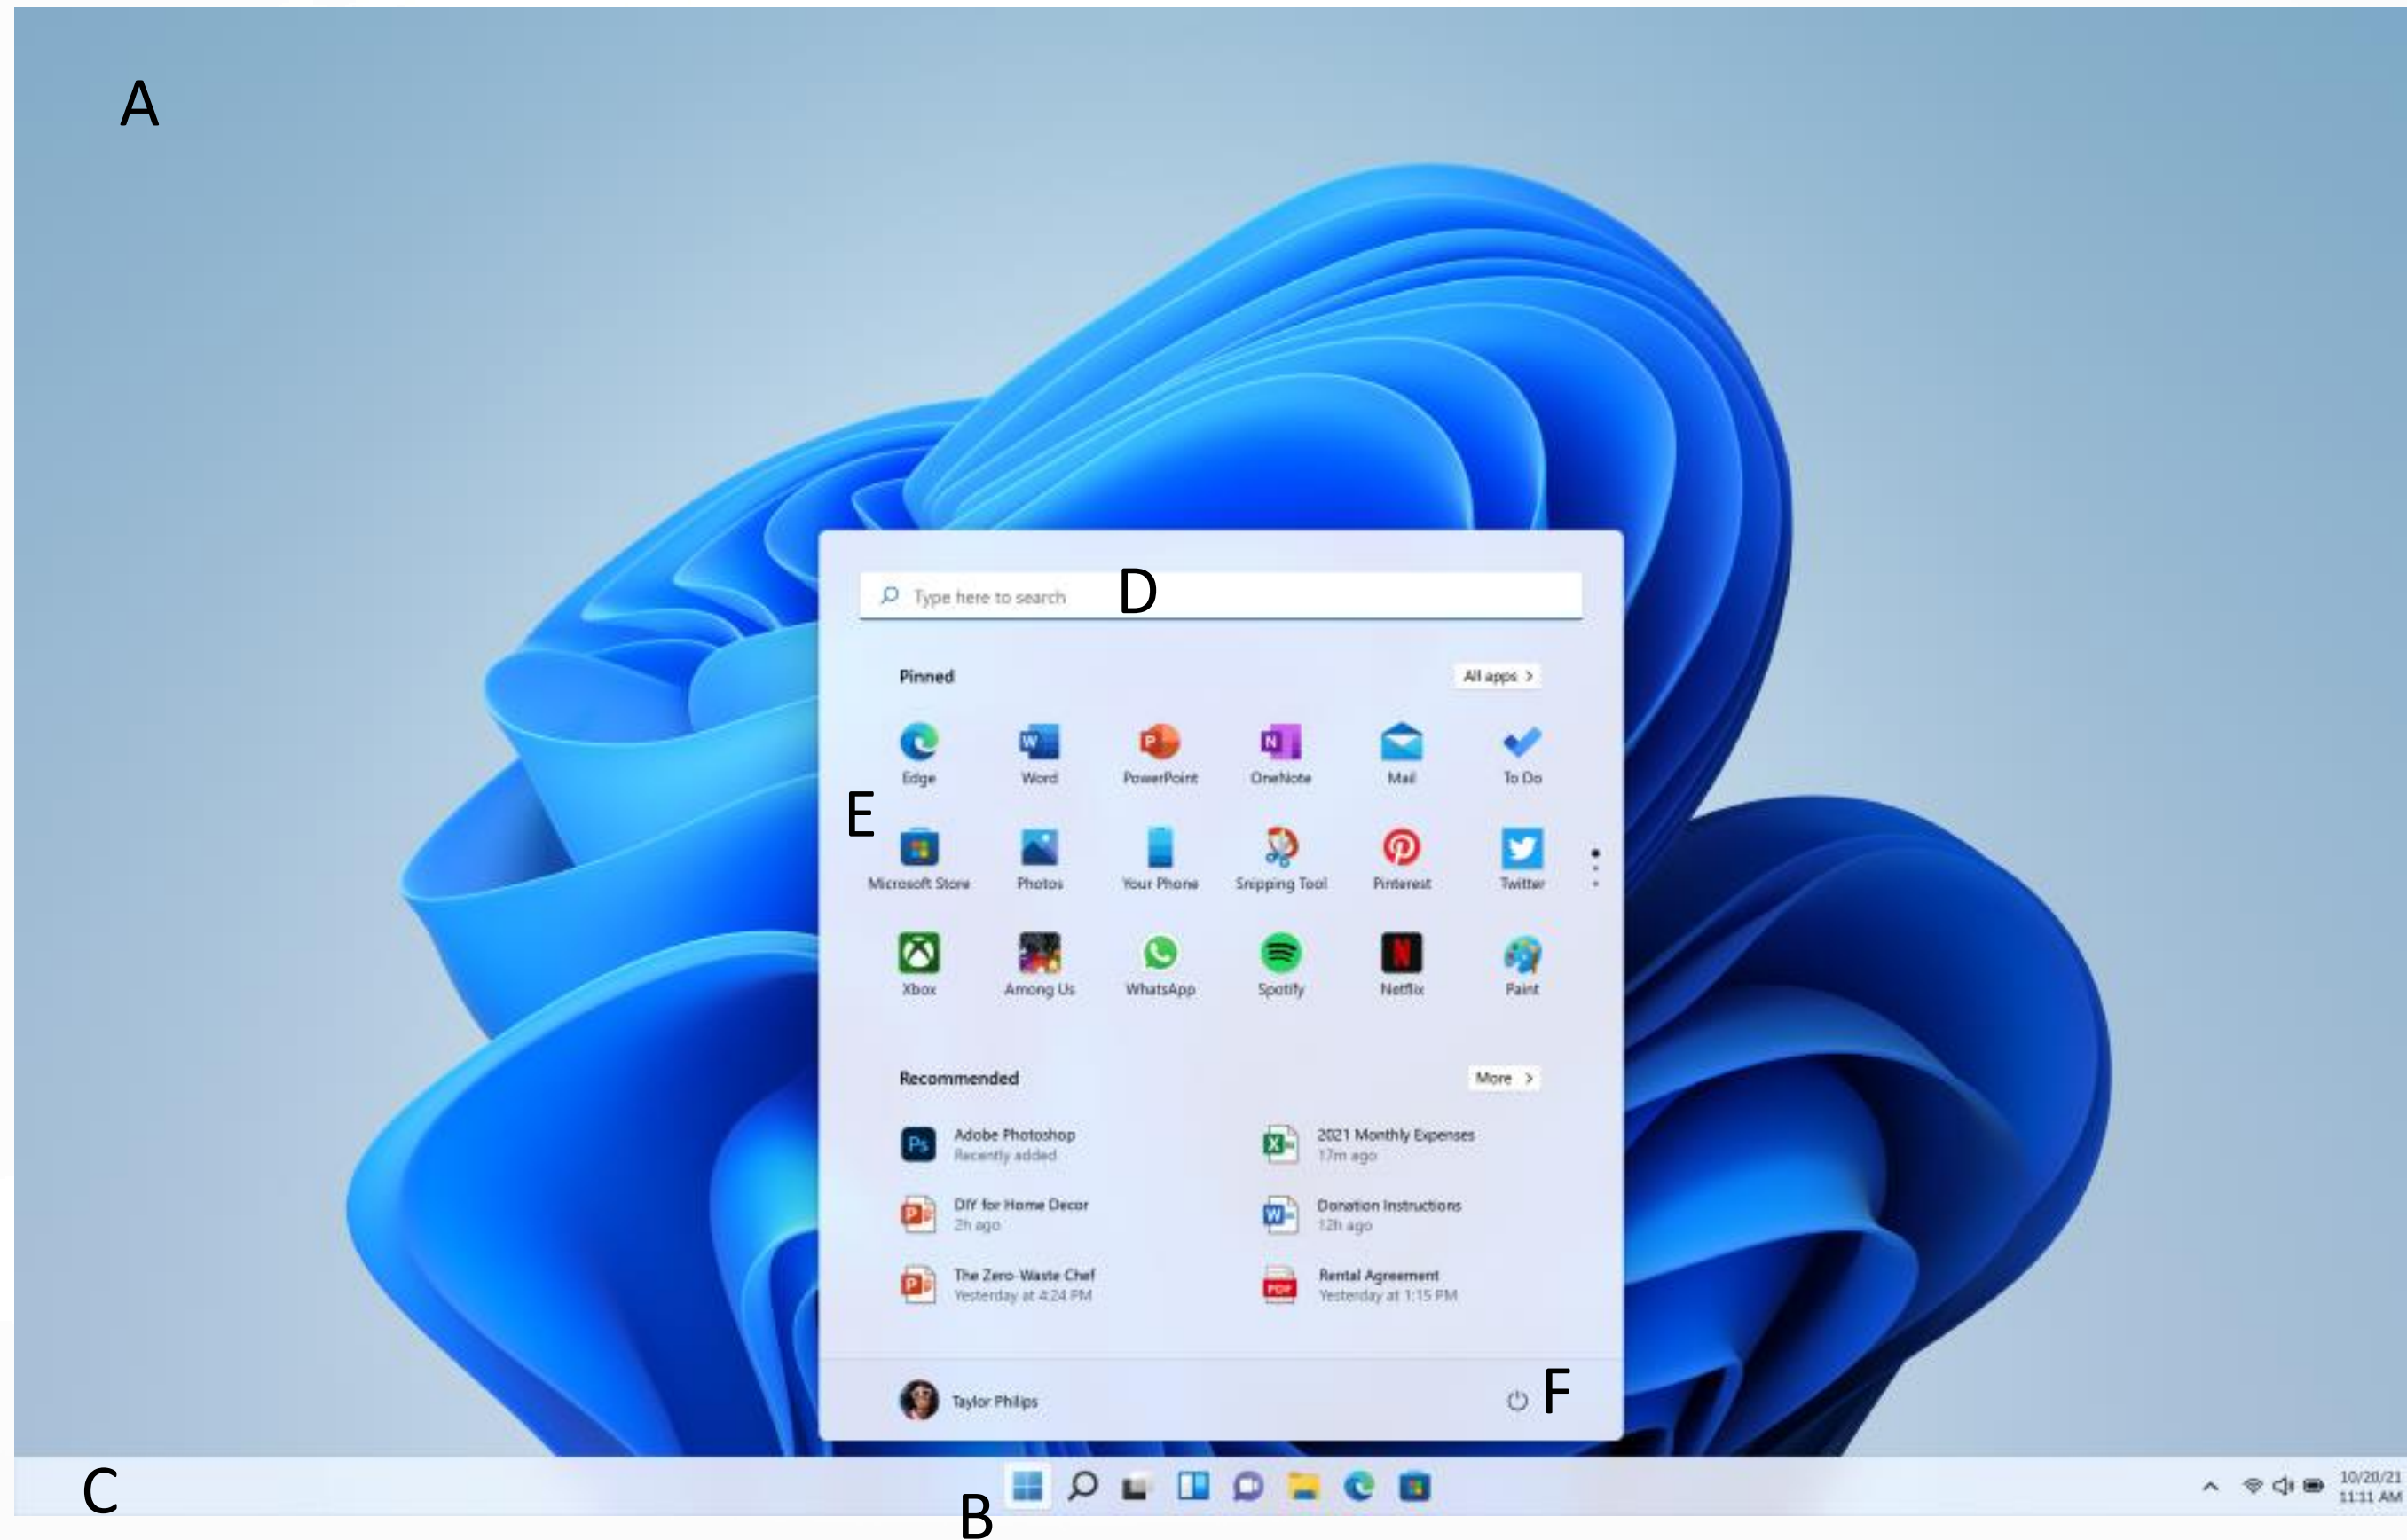 A
D
Type here to search
Pinned
All apps >
Edge Word PowerPoint OneNote Mail To Do
E
Microsoft Store Photos Your Phone Snipping Tool Pinterest Twitter
Xbox Among Us WhatsApp Spotify Netflix Paint
Recommended
More >
Adobe Photoshop
Recently added
2021 Monthly Expenses
17m ago
DIY for Home Decor
2h ago
Donation Instructions
12h ago
The Zero-Waste Chef
Yesterday at 4:24 PM
Rental Agreement
Yesterday at 1:15 PM
Taylor Philips
F
C
B
10/20/21
11:11 AM